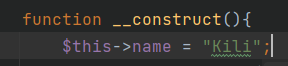 function __construct(){
$this->name = "Kili";